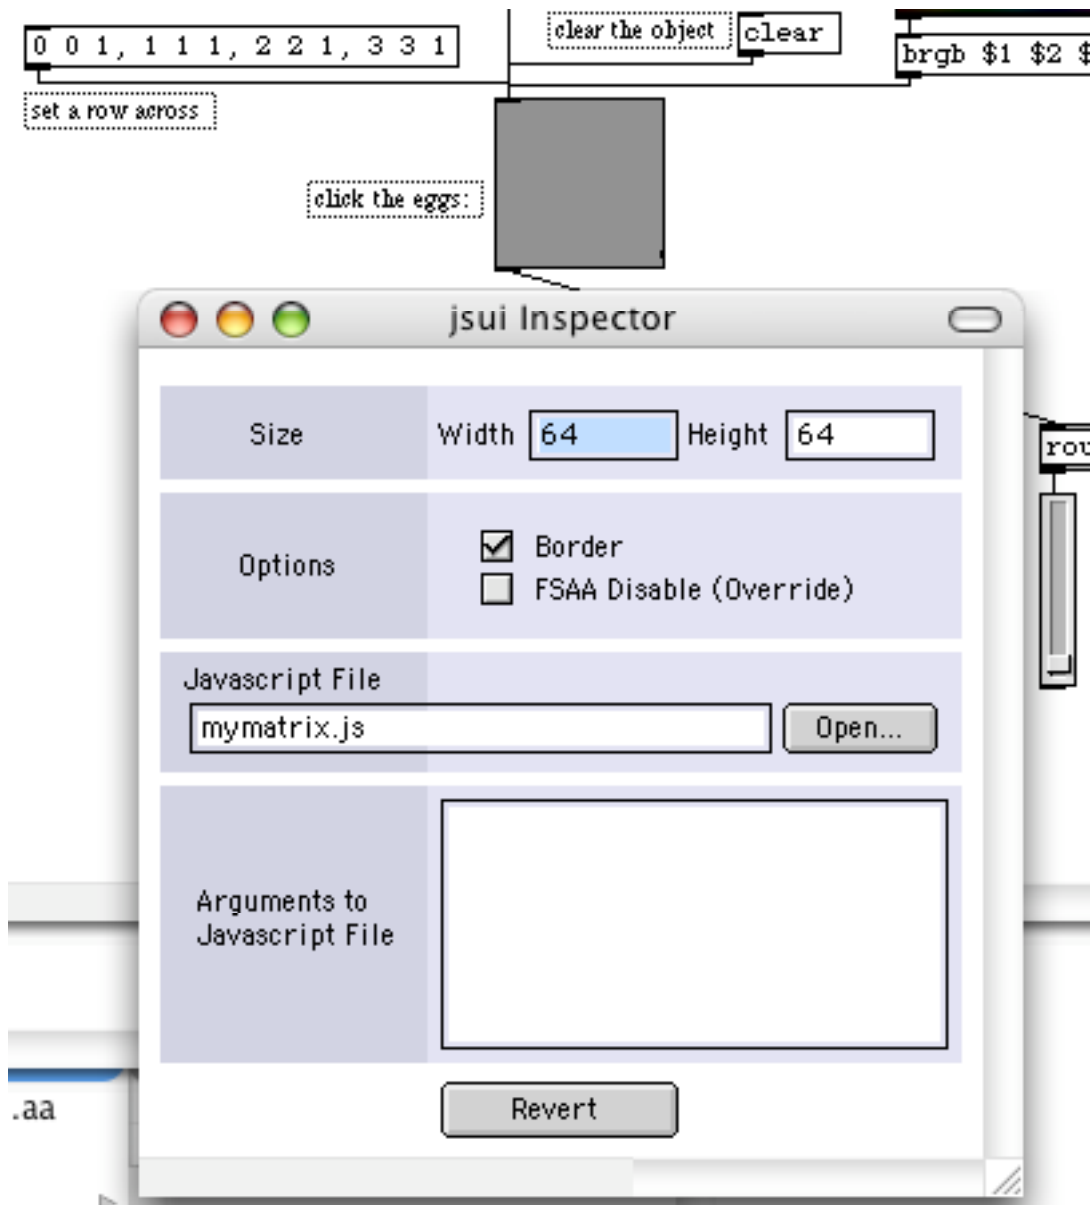 clear the object
clear
0 0 1, 1 1 1, 2 2 1, 3 3 1
brgb $1 $2 $
set a row across
click the eggs:
jsui Inspector
Size
Width 64 Height 64
rou
Options
Border
FSAA Disable (Override)
Javascript File
mymatrix.js
Open...
Arguments to
Javascript File
.aa
Revert